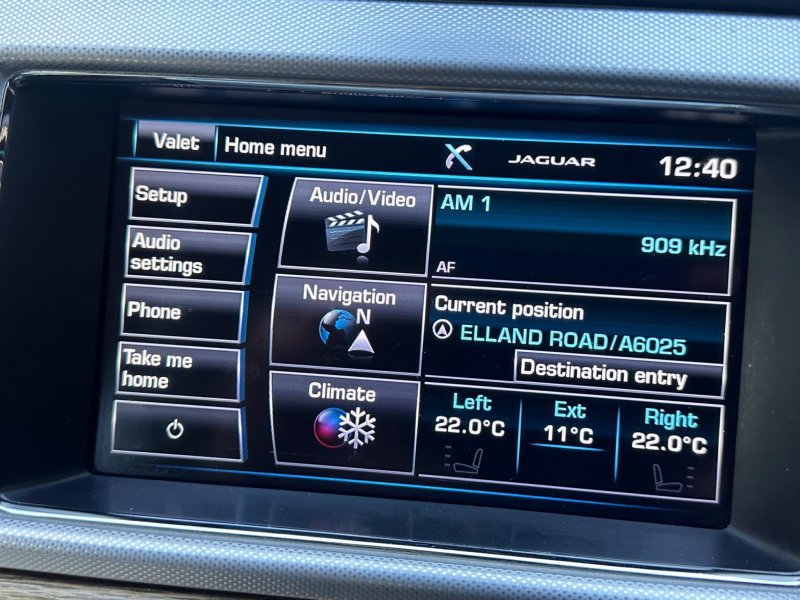 Valet
Home menu
JAGUAR
12:40
Setup
Audio
settings
Phone
Take me
home
Audio/Video
AM 1
909 kHz
AF
Navigation
N
Current position
ELLAND ROAD/A6025
Destination entry
Climate
Left
22.0°C
Ext
11°C
Right
22.0°C